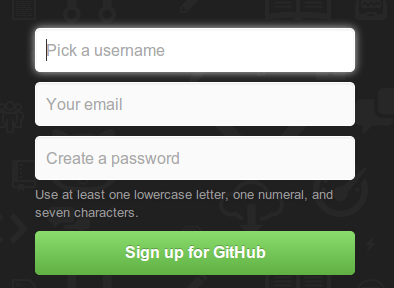 Pick a username
Your email
Create a password
Use at least one lowercase letter, one numeral, and
seven characters.
Sign up for GitHub